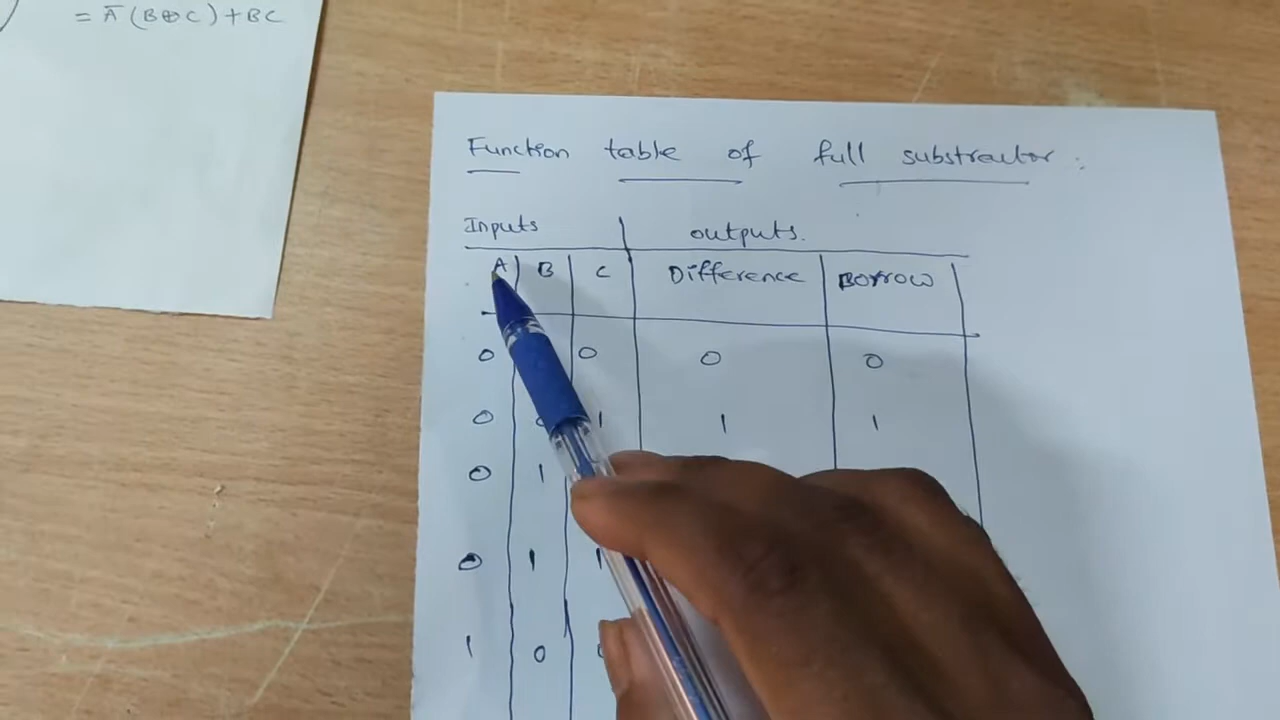 = A̅ (B⊕C) + BC
Function table of full substractor :
Inputs outputs.
A B C Difference Borrow
0 0 0 0
0 1 1 1
0 1
0 1 1
1 0